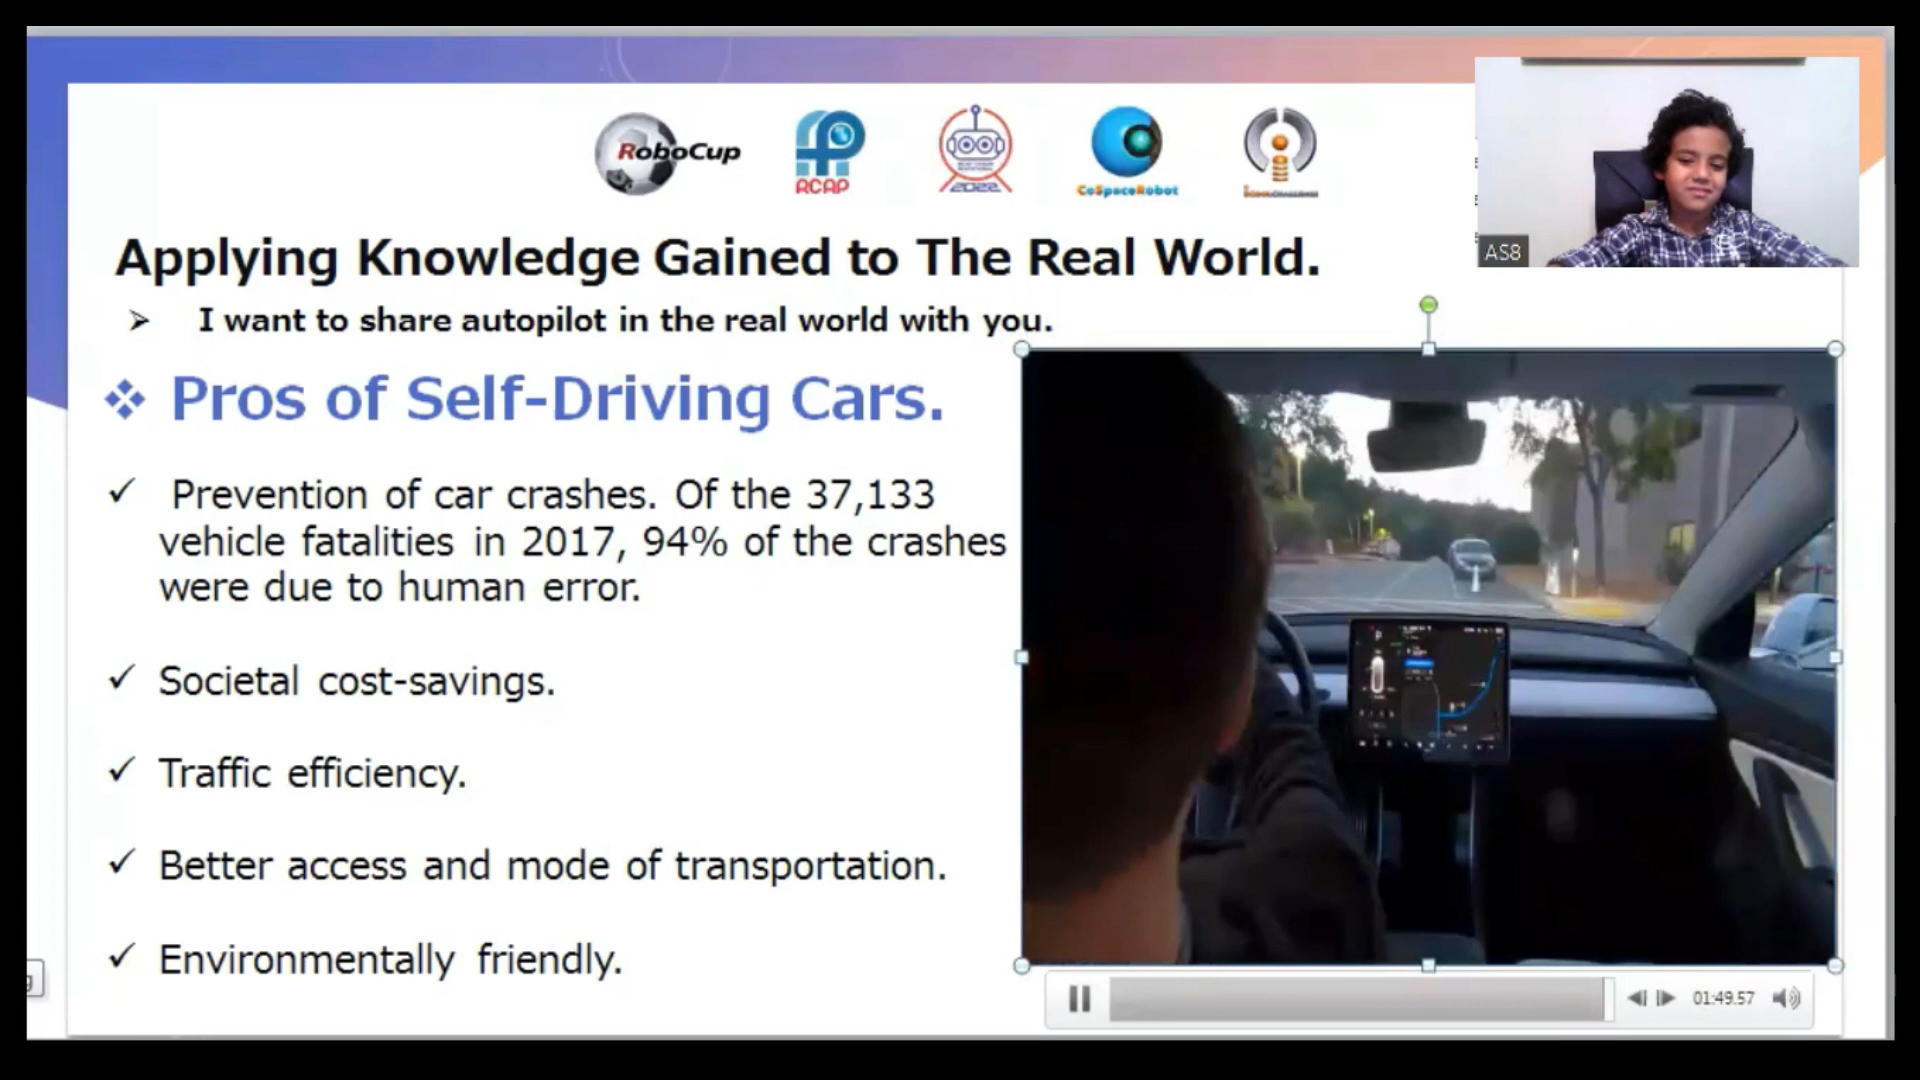 RoboCup
RCAP
2022
CoSpaceRobot
AS8
Applying Knowledge Gained to The Real World.
I want to share autopilot in the real world with you.
Pros of Self-Driving Cars.
Prevention of car crashes. Of the 37,133
vehicle fatalities in 2017, 94% of the crashes
were due to human error.
Societal cost-savings.
Traffic efficiency.
Better access and mode of transportation.
Environmentally friendly.
P
01:49.57